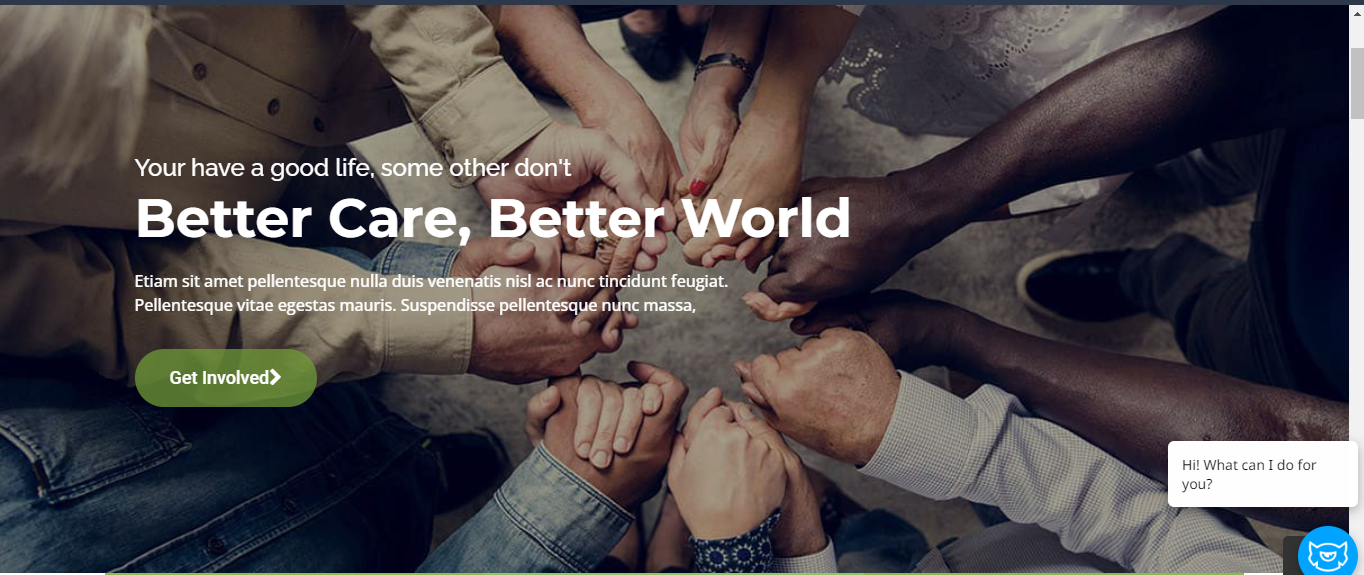 Your have a good life, some other don't
Better Care, Better World
Etiam sit amet pellentesque nulla duis venenatis nisl ac nunc tincidunt feugiat.
Pellentesque vitae egestas mauris. Suspendisse pellentesque nunc massa,
Get Involved
Hi! What can I do for
you?